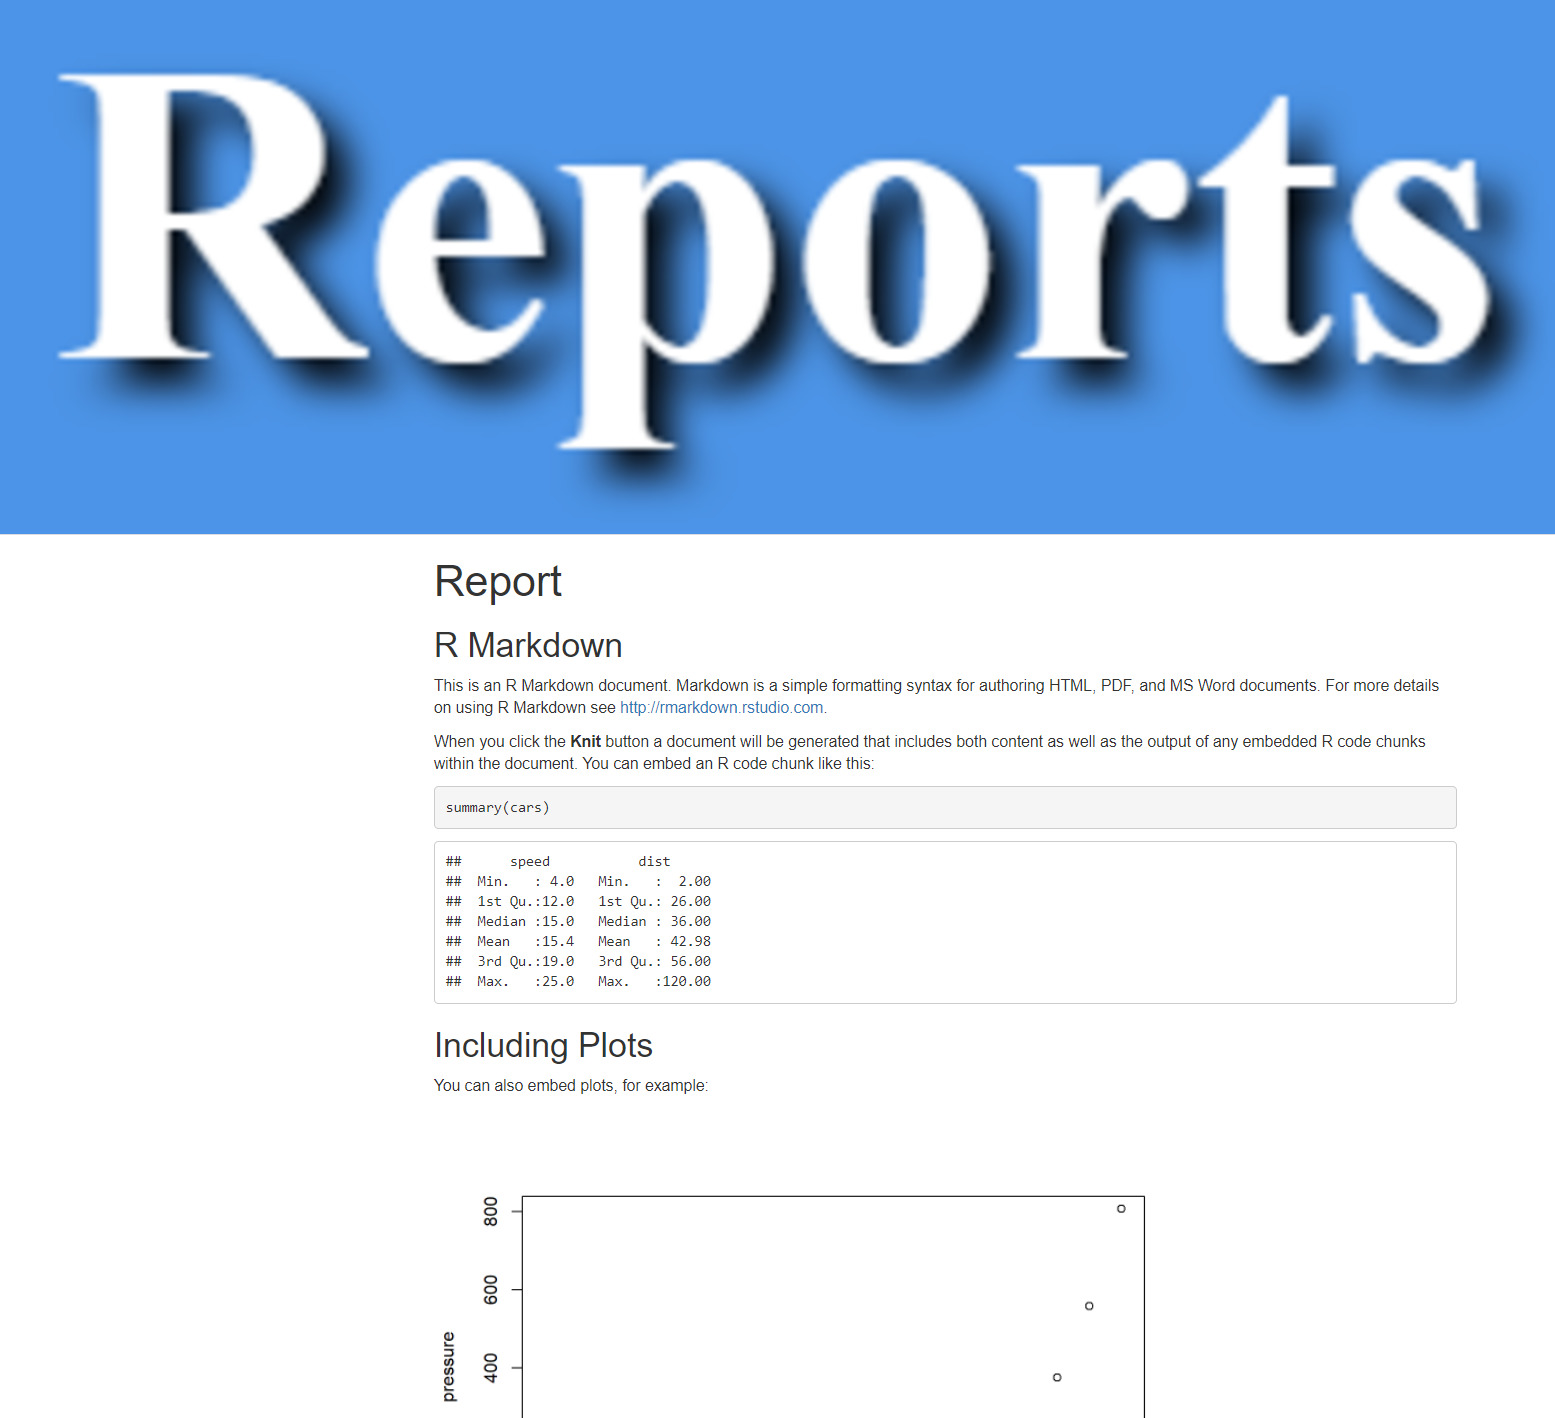 Reports
Report
R Markdown
This is an R Markdown document. Markdown is a simple formatting syntax for authoring HTML, PDF, and MS Word documents. For more details
on using R Markdown see http://rmarkdown.rstudio.com.
When you click the Knit button a document will be generated that includes both content as well as the output of any embedded R code chunks
within the document. You can embed an R code chunk like this:
summary(cars)
##      speed           dist
##  Min.   : 4.0   Min.   :  2.00
##  1st Qu.:12.0   1st Qu.: 26.00
##  Median :15.0   Median : 36.00
##  Mean   :15.4   Mean   : 42.98
##  3rd Qu.:19.0   3rd Qu.: 56.00
##  Max.   :25.0   Max.   :120.00
Including Plots
You can also embed plots, for example:
800
600
400
pressure